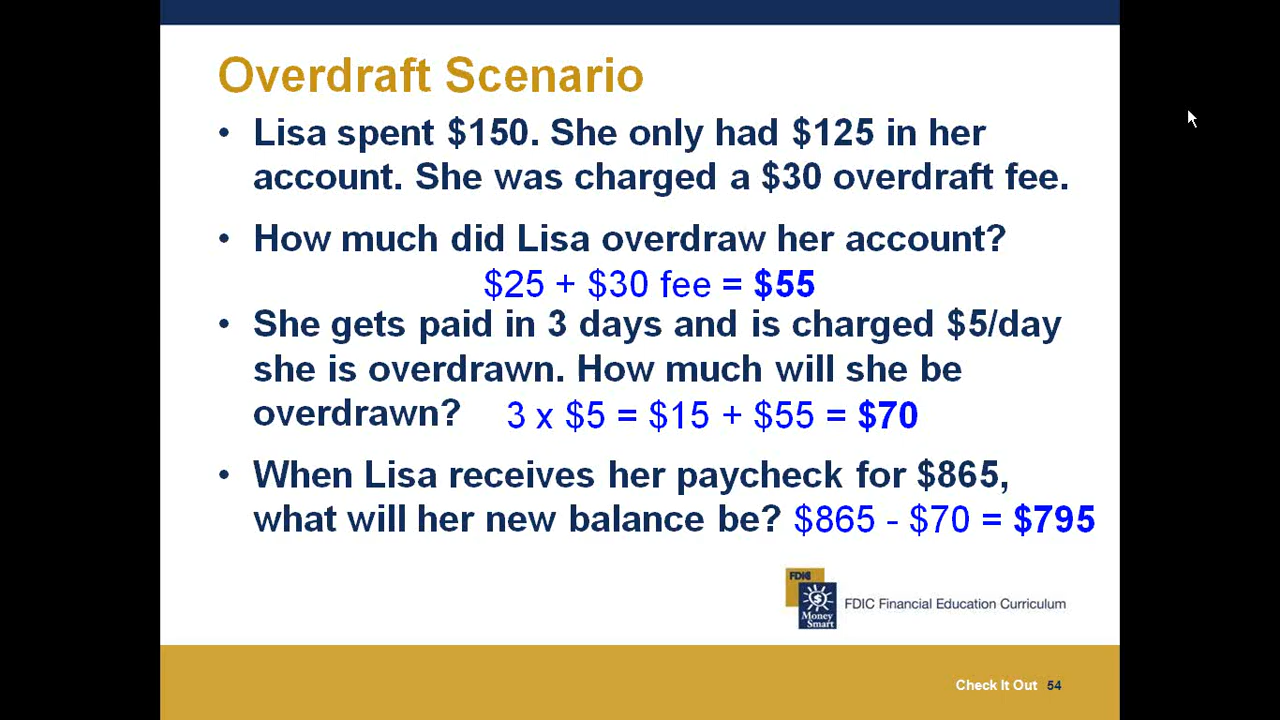 Overdraft Scenario
• Lisa spent $150. She only had $125 in her
account. She was charged a $30 overdraft fee.
• How much did Lisa overdraw her account?
$25 + $30 fee = $55
• She gets paid in 3 days and is charged $5/day
she is overdrawn. How much will she be
overdrawn? 3 x $5 = $15 + $55 = $70
• When Lisa receives her paycheck for $865,
what will her new balance be? $865 - $70 = $795
FDIC
$
Money
Smart
FDIC Financial Education Curriculum
Check It Out 54